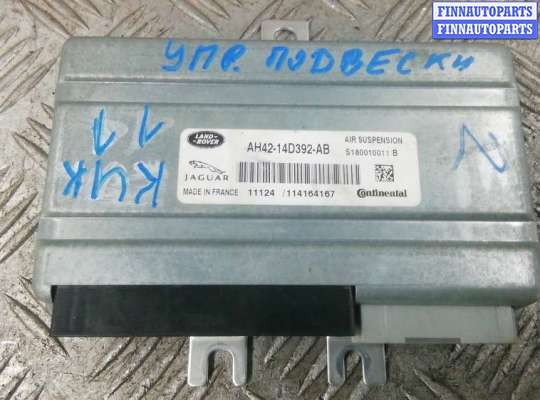 FINNAUTOPARTS
FINNAUTOPARTS
УПР. ПОДВЕСКИ
LAND-
ROVER
AH42-14D392-AB
AIR SUSPENSION
S180010011 B
JAGUAR
MADE IN FRANCE
11124 /114164167
Continental
11
КЧК
N